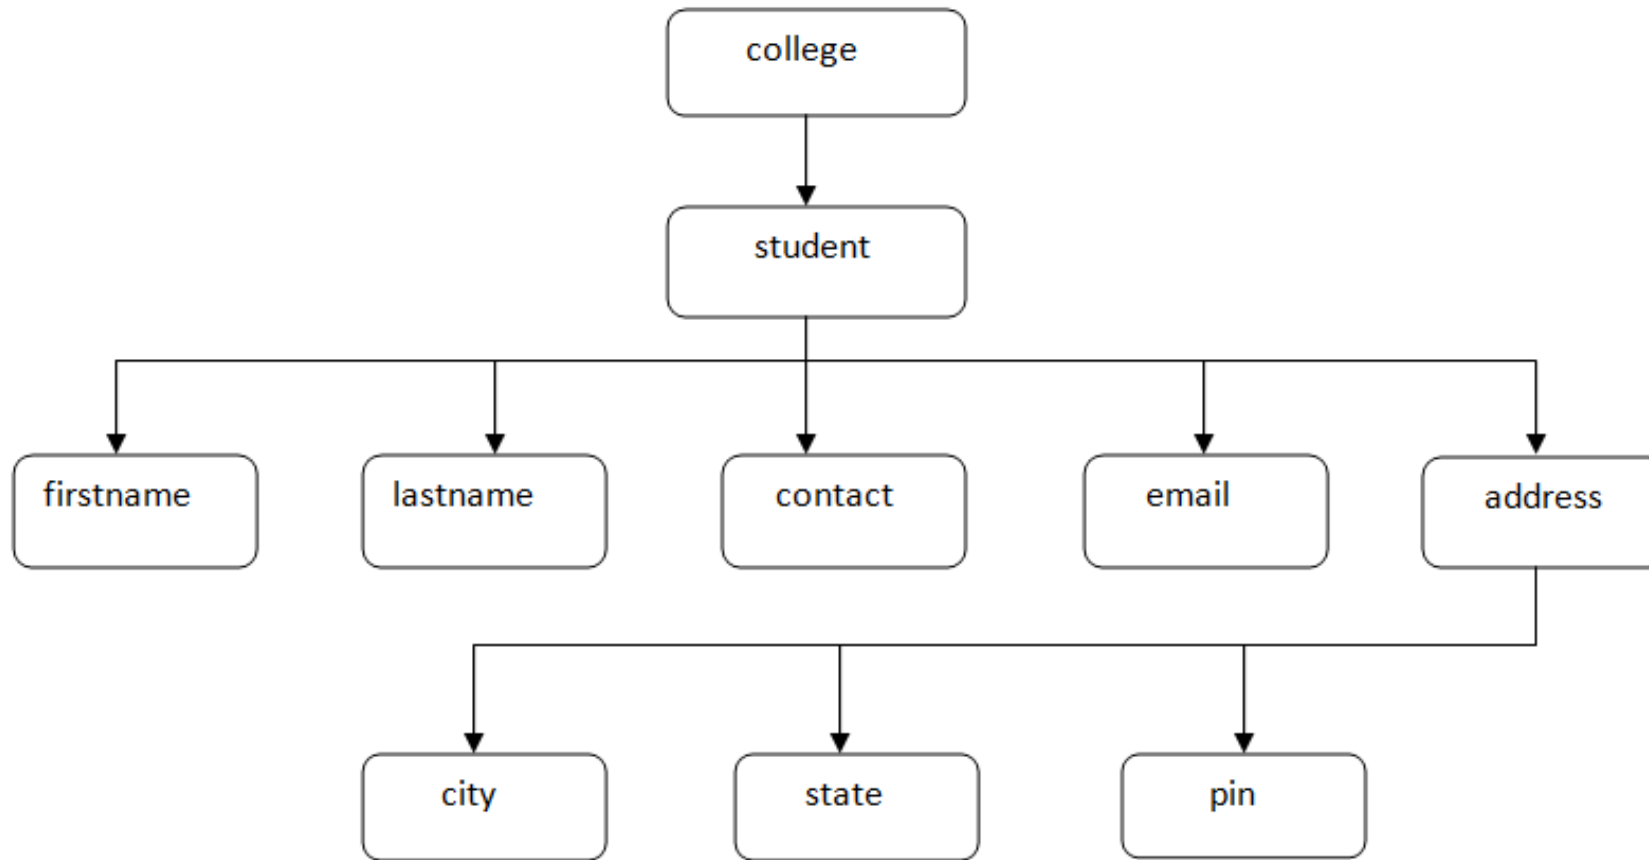 college
student
firstname
lastname
contact
email
address
city
state
pin